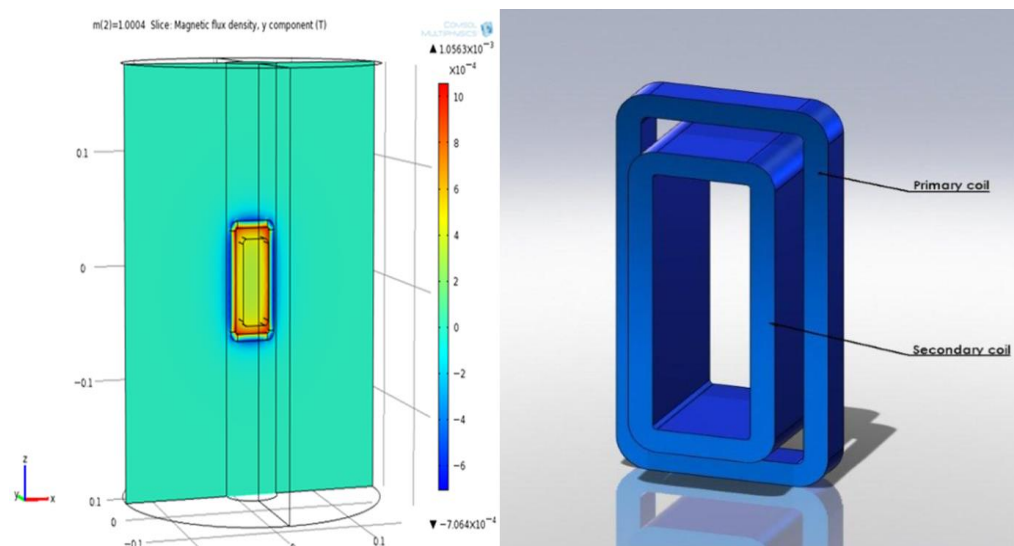 m(2)=1.0004 Slice: Magnetic flux density, y component (T)
COMSOL
MULTIPHYSICS
▲ 1.0563×10⁻³
×10⁻⁴
10
8
6
4
2
0
−2
−4
−6
▼ −7.064×10⁻⁴
0.1
0
−0.1
0.1
0
−0.1
0.1
z
y
x
Primary coil
Secondary coil